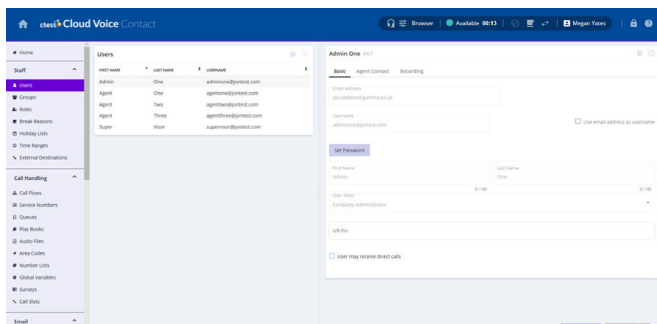 chess Cloud Voice Contact
Browser
Available 00:13
Megan Yates
Home
Staff
Users
Groups
Roles
Break Reasons
Holiday Lists
Time Ranges
External Destinations
Call Handling
Call Flows
Service Numbers
Queues
Play Books
Audio Files
Area Codes
Number Lists
Global Variables
Surveys
Call Slots
Email
Users
FIRST NAME LAST NAME USERNAME
Admin One adminone@jontest.com
Agent One agentone@jontest.com
Agent Two agenttwo@jontest.com
Agent Three agentthree@jontest.com
Super Visor supervisor@jontest.com
Admin One
Basic Agent Contact Recording
Email Address
Username
adminone@jontest.com
Use email address as username
Set Password
First Name Last Name
Admin One
User Roles
Company Administrator
IVR Pin
User may receive direct calls